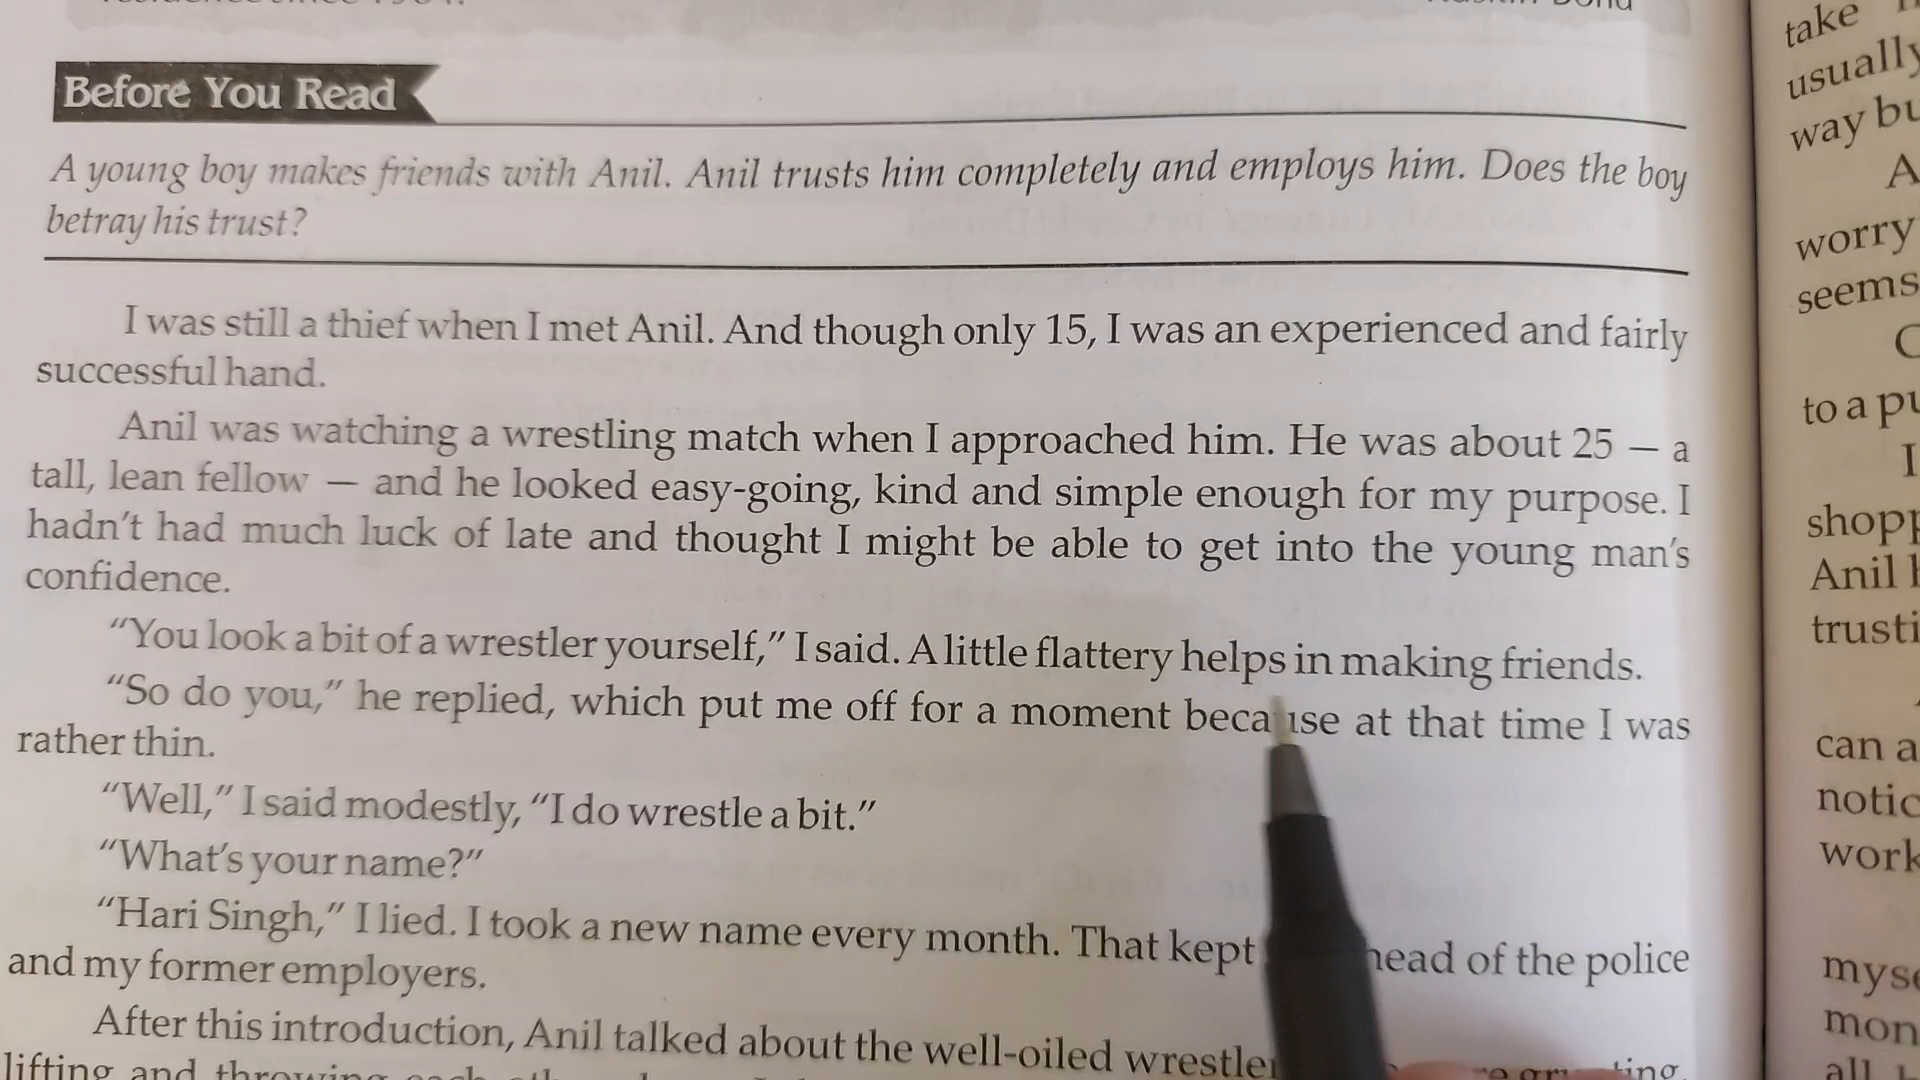 Before You Read
A young boy makes friends with Anil. Anil trusts him completely and employs him. Does the boy
betray his trust?
I was still a thief when I met Anil. And though only 15, I was an experienced and fairly
successful hand.
Anil was watching a wrestling match when I approached him. He was about 25 — a
tall, lean fellow — and he looked easy-going, kind and simple enough for my purpose. I
hadn't had much luck of late and thought I might be able to get into the young man's
confidence.
"You look a bit of a wrestler yourself," I said. A little flattery helps in making friends.
"So do you," he replied, which put me off for a moment because at that time I was
rather thin.
"Well," I said modestly, "I do wrestle a bit."
"What's your name?"
"Hari Singh," I lied. I took a new name every month. That kept head of the police
and my former employers.
After this introduction, Anil talked about the well-oiled
lifting and throwing
take
usually
way
A
worry
seems
to a
I
Anil
can a
work